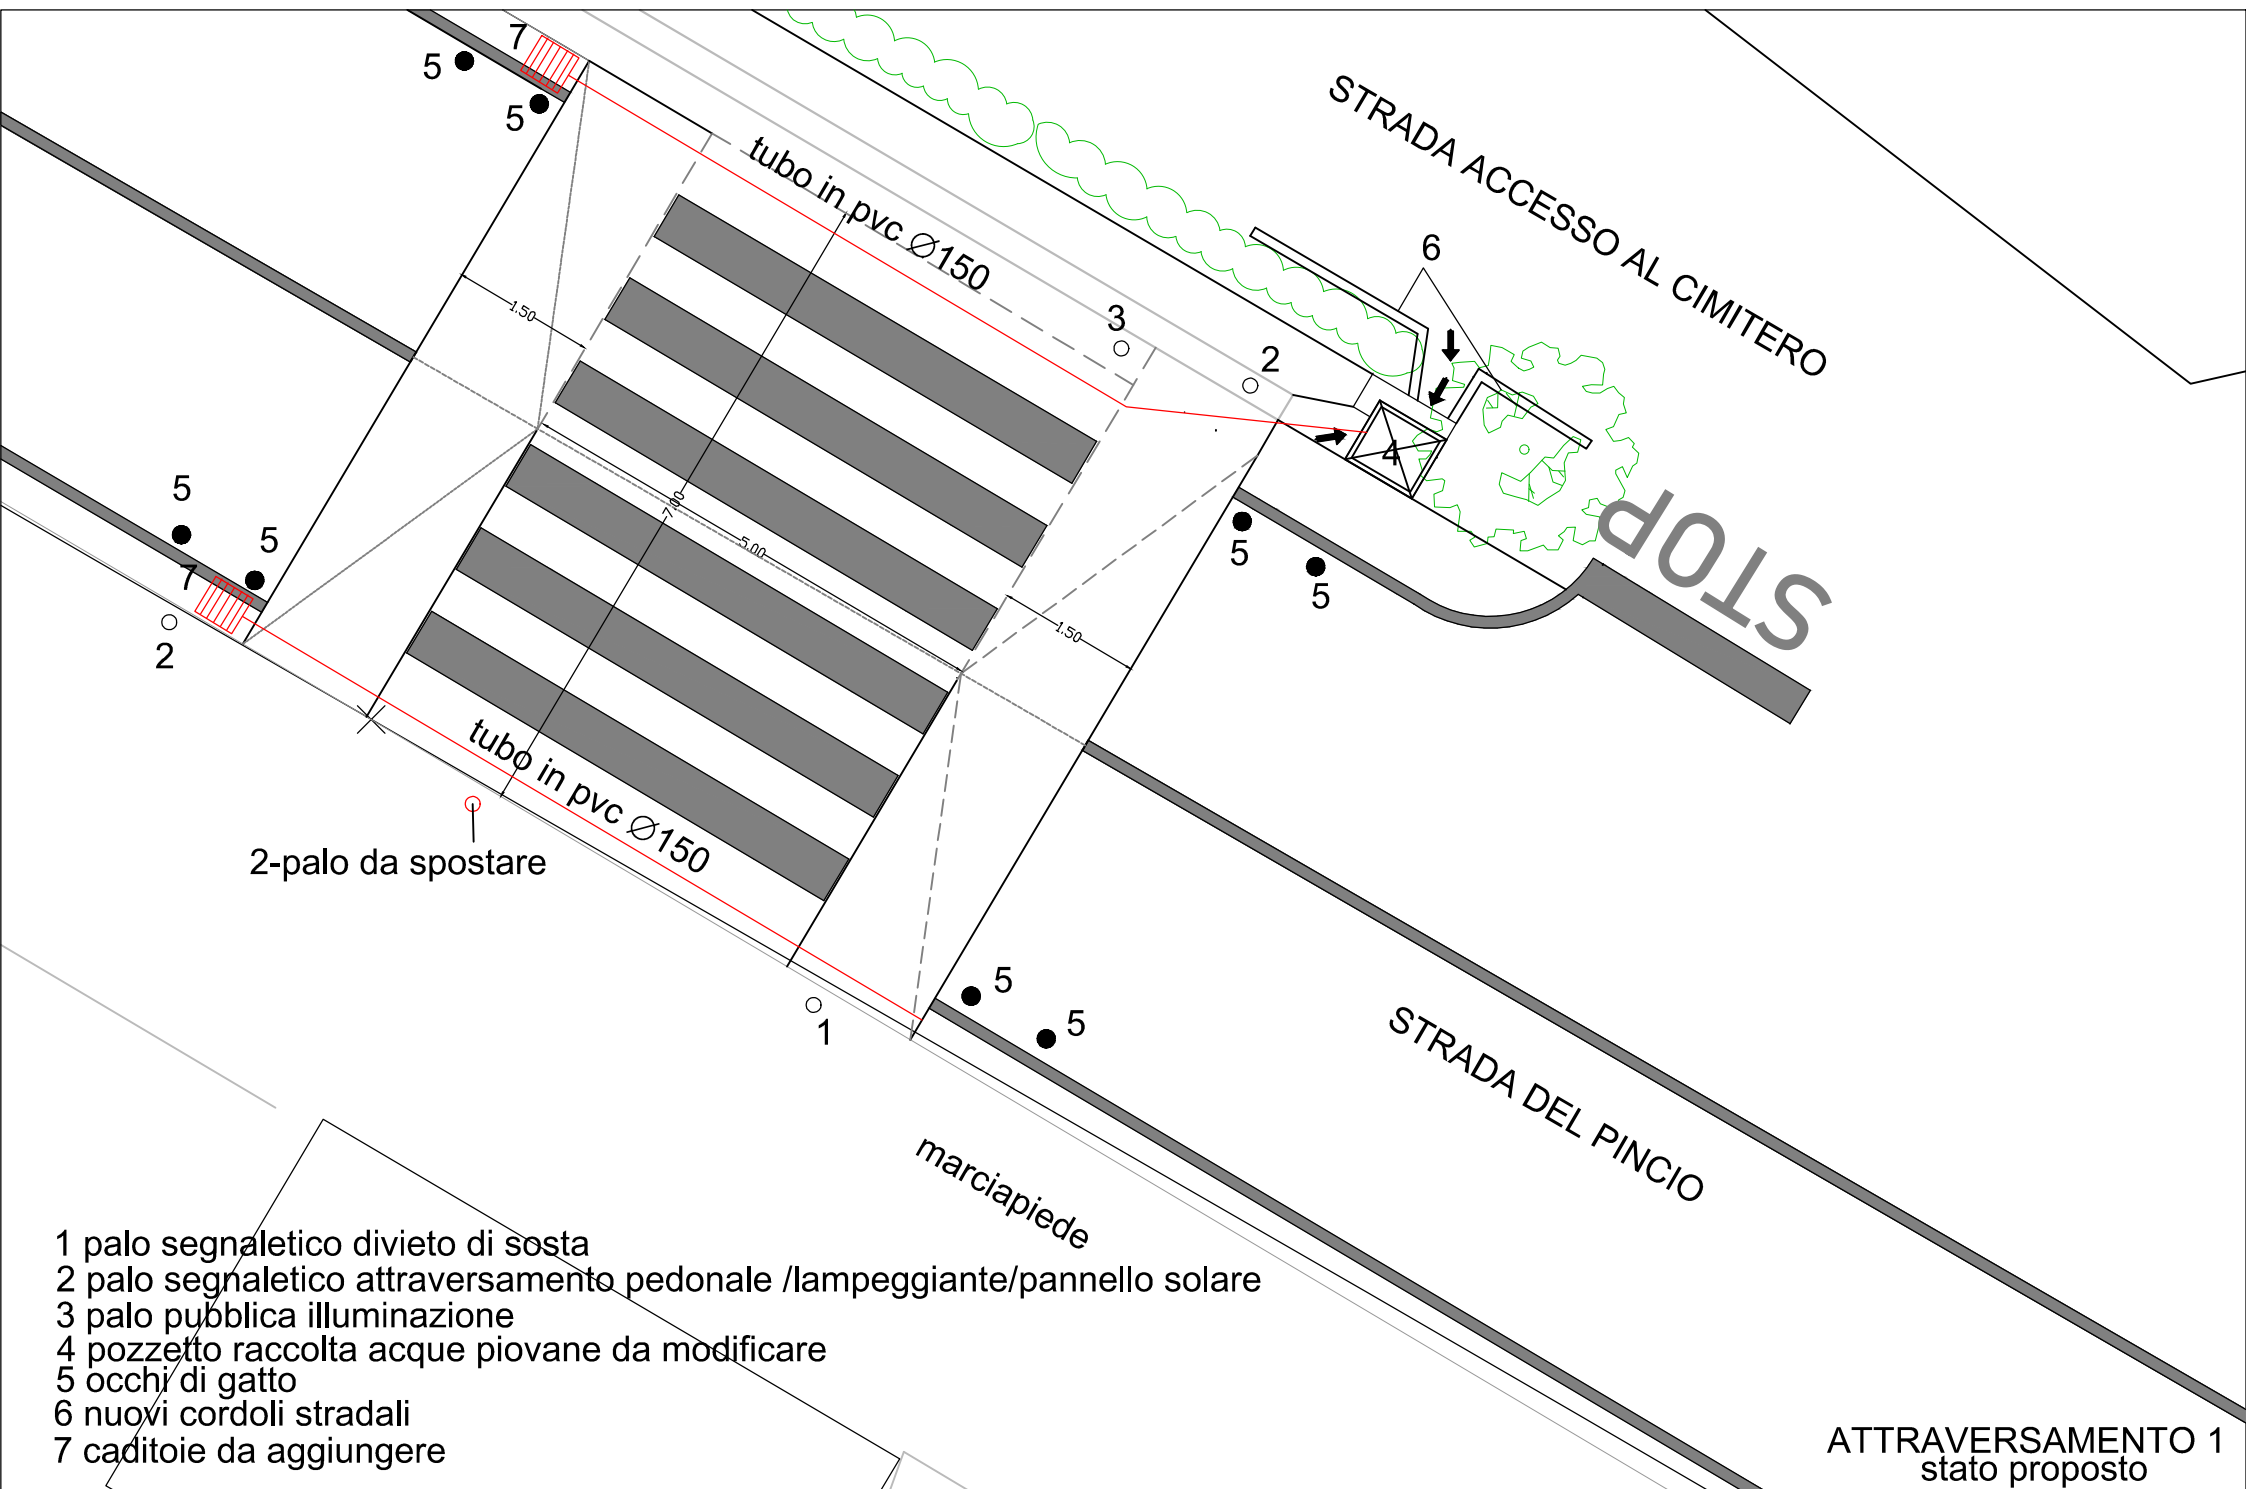 7
5
5
STRADA ACCESSO AL CIMITERO
tubo in pvc Ø150
6
1.50
3
2
4
5
5
7
2
7.00
5.00
5
5
STOP
1.50
tubo in pvc Ø150
2-palo da spostare
1
5
5
STRADA DEL PINCIO
marciapiede
1 palo segnaletico divieto di sosta
2 palo segnaletico attraversamento pedonale /lampeggiante/pannello solare
3 palo pubblica illuminazione
4 pozzetto raccolta acque piovane da modificare
5 occhi di gatto
6 nuovi cordoli stradali
7 caditoie da aggiungere
ATTRAVERSAMENTO 1
stato proposto